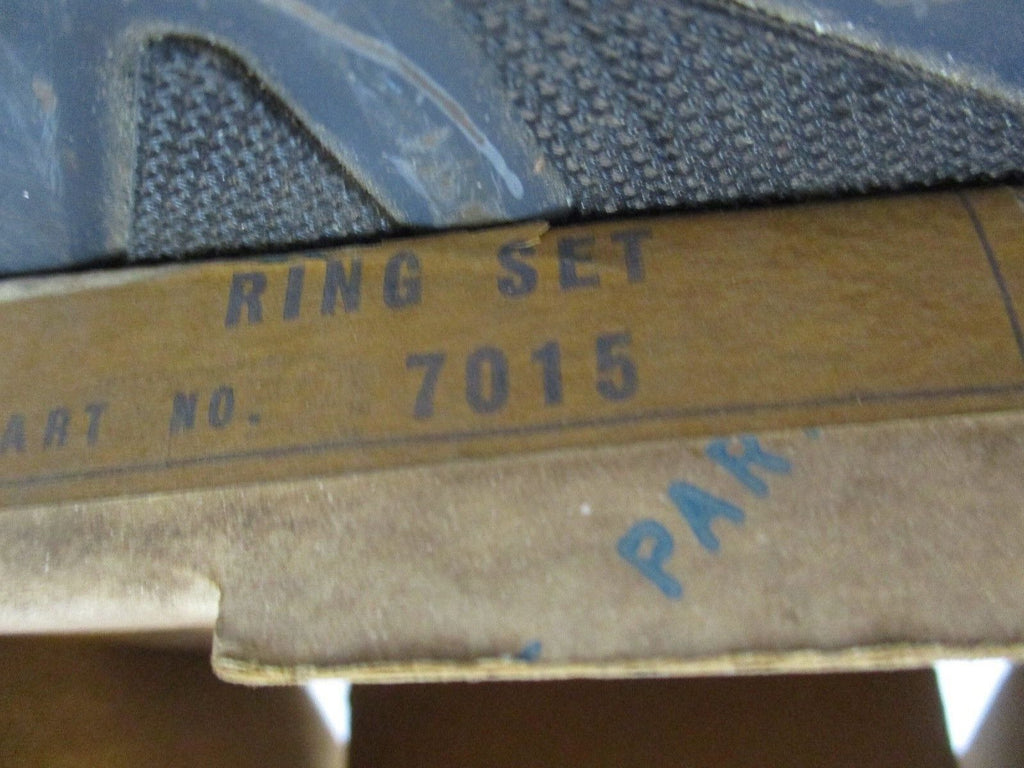 RING SET
ART NO. 7015
PAR